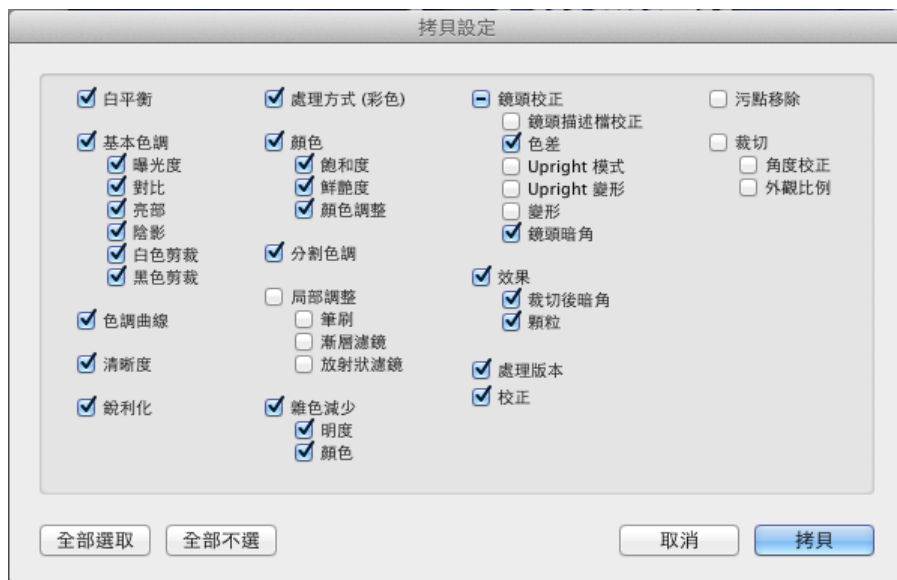 拷貝設定
白平衡
基本色調
曝光度
對比
亮部
陰影
白色剪裁
黑色剪裁
色調曲線
清晰度
銳利化
處理方式 (彩色)
顏色
飽和度
鮮艷度
顏色調整
分割色調
局部調整
筆刷
漸層濾鏡
放射狀濾鏡
雜色減少
明度
顏色
鏡頭校正
鏡頭描述檔校正
色差
Upright 模式
Upright 變形
變形
鏡頭暗角
效果
裁切後暗角
顆粒
處理版本
校正
污點移除
裁切
角度校正
外觀比例
全部選取
全部不選
取消
拷貝